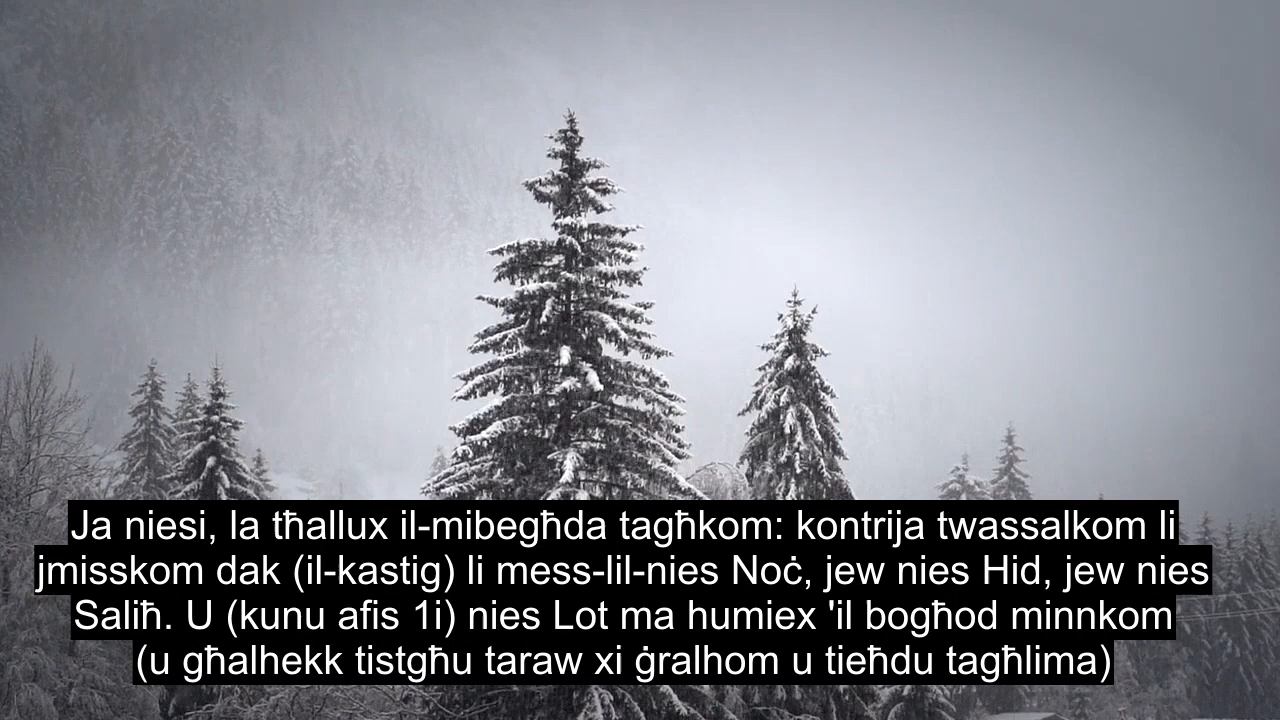 Ja niesi, la tħallux il-mibegħda tagħkom: kontrija twassalkom li
jmisskom dak (il-kastig) li mess-lil-nies Noċ, jew nies Hid, jew nies
Saliħ. U (kunu afis 1i) nies Lot ma humiex 'il bogħod minnkom
(u għalhekk tistgħu taraw xi ġralhom u tieħdu tagħlima)